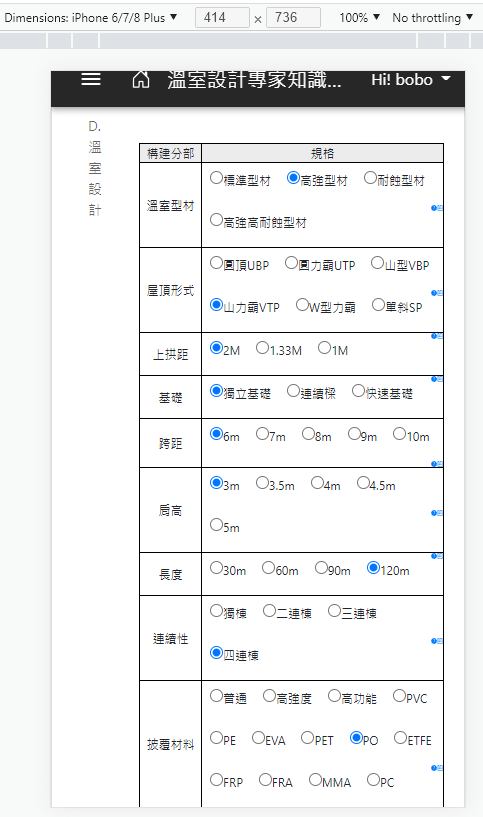 Dimensions: iPhone 6/7/8 Plus ▼ 414 × 736 100% ▼ No throttling ▼
溫室設計專家知識... Hi! bobo
D.
溫
室
設
計
構建分部 規格
溫室型材 標準型材 高強型材 耐蝕型材
高強高耐蝕型材
屋頂形式 圓頂UBP 圓力霸UTP 山型VBP
山力霸VTP W型力霸 單斜SP
上拱距 2M 1.33M 1M
基礎 獨立基礎 連續樑 快速基礎
跨距 6m 7m 8m 9m 10m
肩高 3m 3.5m 4m 4.5m
5m
長度 30m 60m 90m 120m
連續性 獨棟 二連棟 三連棟
四連棟
披覆材料 普通 高強度 高功能 PVC
PE EVA PET PO ETFE
FRP FRA MMA PC